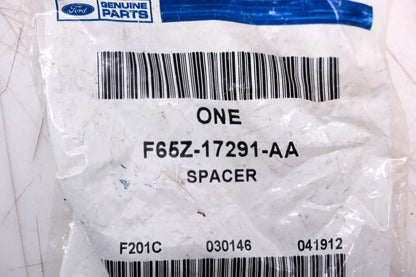 Ford GENUINE
PARTS
ONE
F65Z-17291-AA
SPACER
F201C 030146 041912